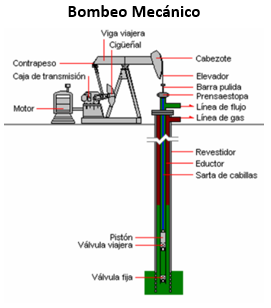 Bombeo Mecánico
Viga viajera
Cigüeñal
Contrapeso
Caja de transmisión
Motor
Cabezote
Elevador
Barra pulida
Prensaestopa
Línea de flujo
Línea de gas
Revestidor
Eductor
Sarta de cabillas
Pistón
Válvula viajera
Válvula fija